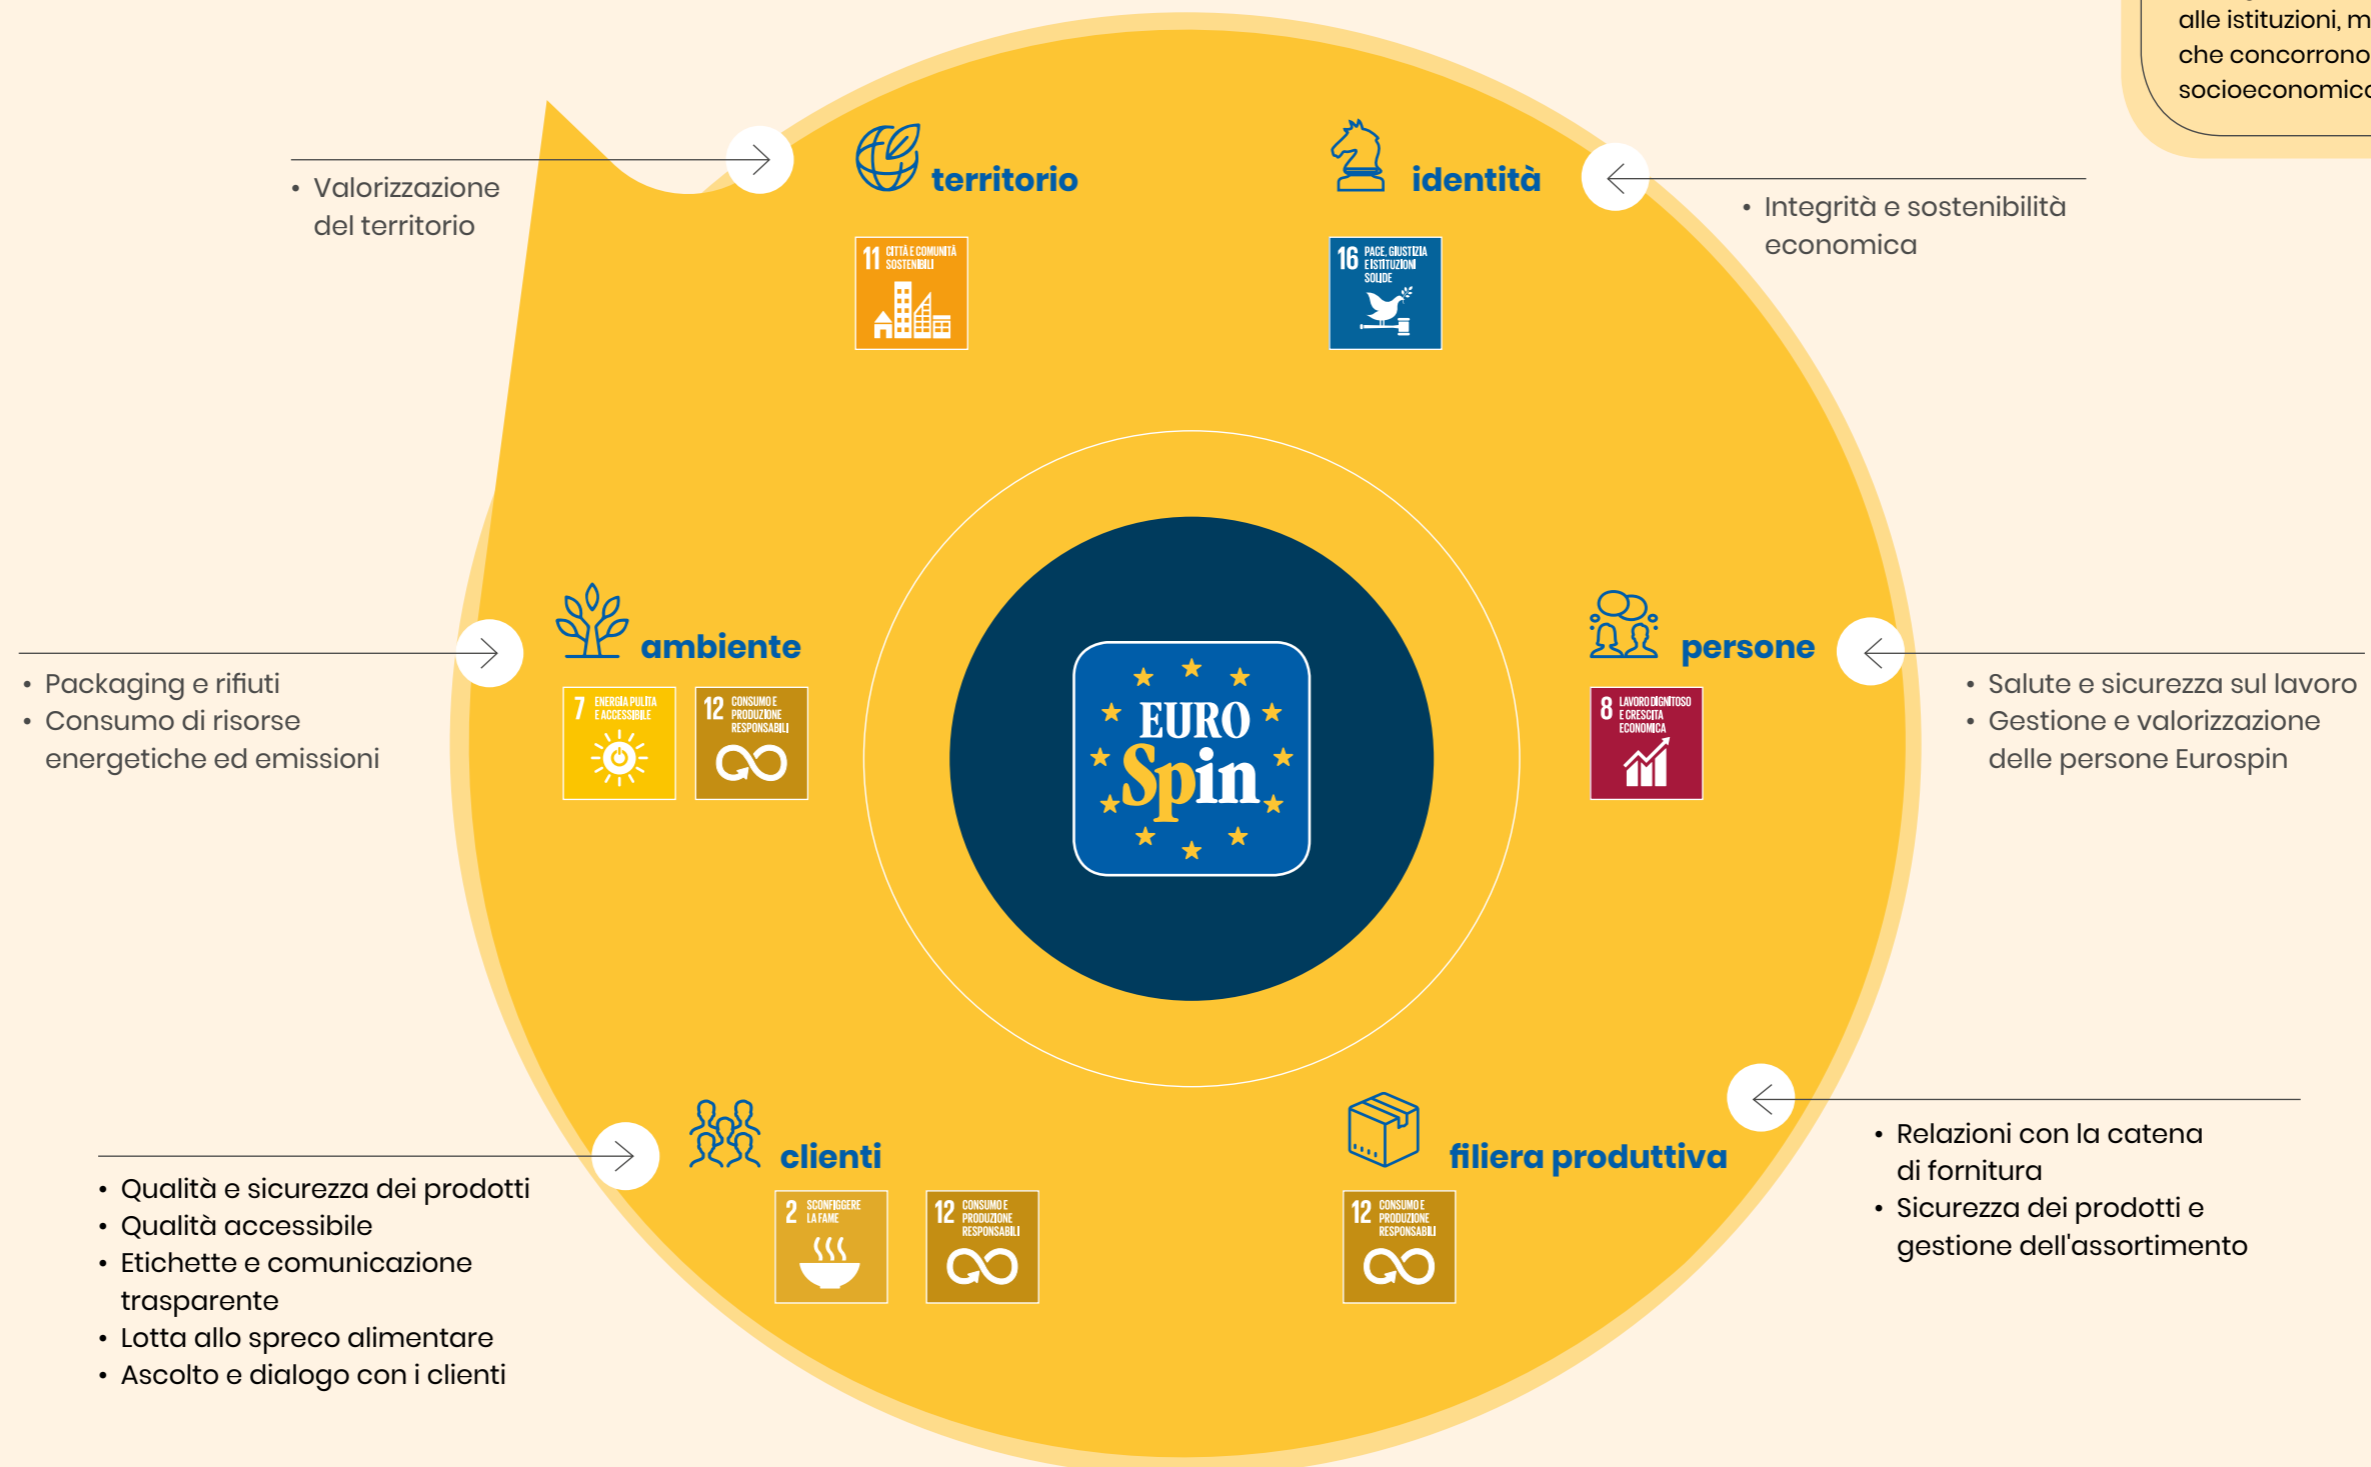 alle istituzioni, m
che concorrono
socioeconomico
territorio
identità
• Valorizzazione
del territorio
• Integrità e sostenibilità
economica
11 CITTÀ E COMUNITÀ
SOSTENIBILI
16 PACE, GIUSTIZIA
E ISTITUZIONI
SOLIDE
ambiente
persone
• Packaging e rifiuti
• Consumo di risorse
energetiche ed emissioni
7 ENERGIA PULITA
E ACCESSIBILE
12 CONSUMO E
PRODUZIONE
RESPONSABILI
EURO
Spin
8 LAVORO DIGNITOSO
E CRESCITA
ECONOMICA
• Salute e sicurezza sul lavoro
• Gestione e valorizzazione
delle persone Eurospin
clienti
filiera produttiva
• Qualità e sicurezza dei prodotti
• Qualità accessibile
• Etichette e comunicazione
trasparente
• Lotta allo spreco alimentare
• Ascolto e dialogo con i clienti
2 SCONFIGGERE
LA FAME
12 CONSUMO E
PRODUZIONE
RESPONSABILI
12 CONSUMO E
PRODUZIONE
RESPONSABILI
• Relazioni con la catena
di fornitura
• Sicurezza dei prodotti e
gestione dell'assortimento